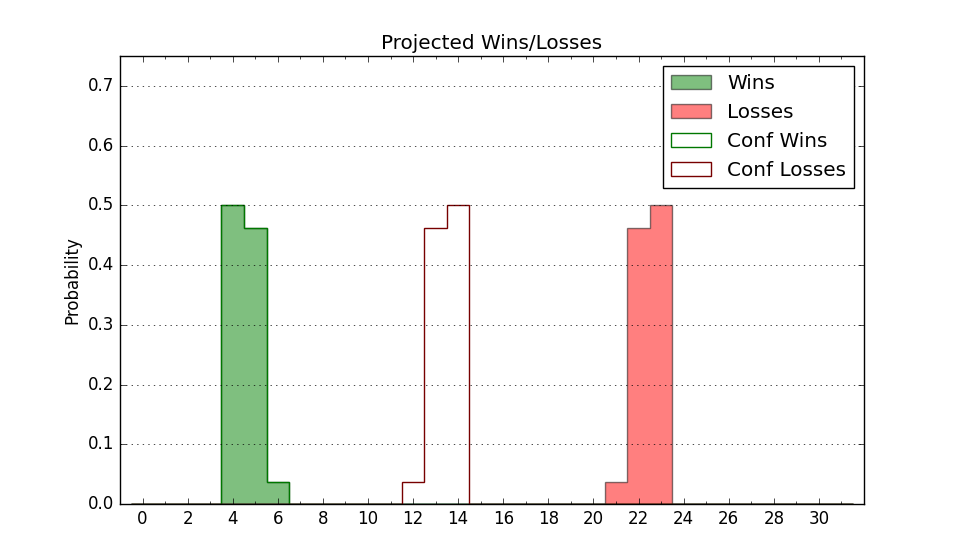 Projected Wins/Losses
Wins
Losses
Conf Wins
Conf Losses
Probability
0.7
0.6
0.5
0.4
0.3
0.2
0.1
0.0
0 2 4 6 8 10 12 14 16 18 20 22 24 26 28 30